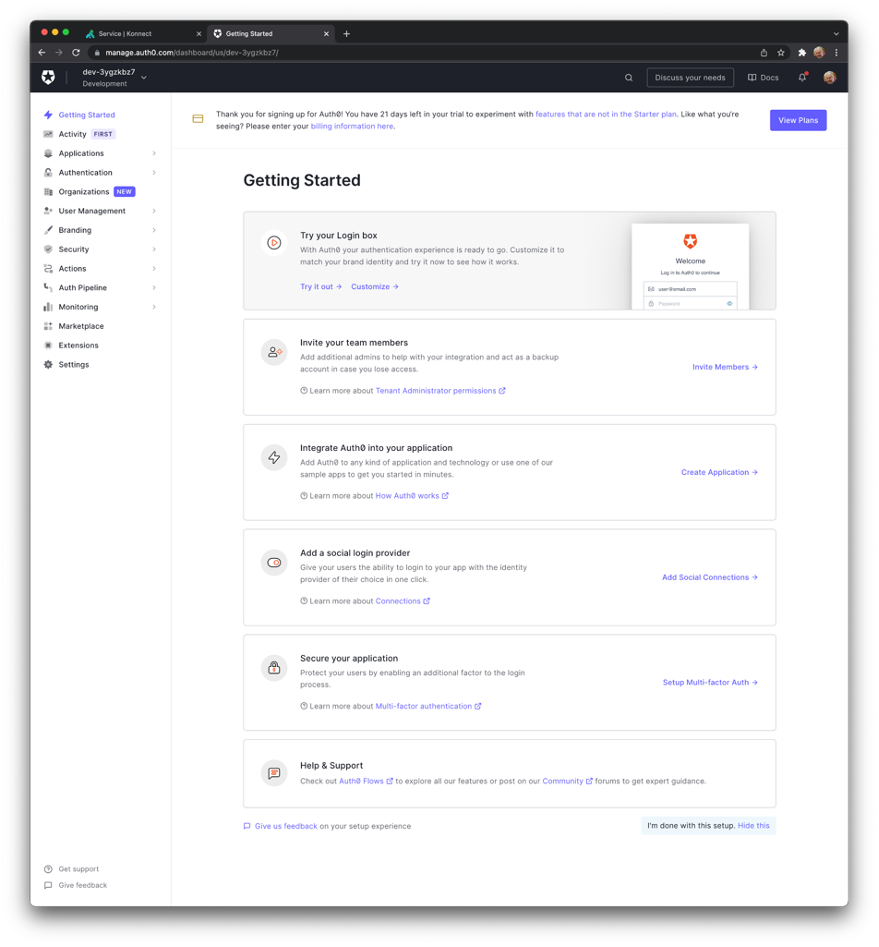 Service | Konnect
Getting Started
manage.auth0.com/dashboard/us/dev-3ygzkbz7/
dev-3ygzkbz7
Development
Discuss your needs
Docs
Getting Started
Activity FIRST
Applications
Authentication
Organizations NEW
User Management
Branding
Security
Actions
Auth Pipeline
Monitoring
Marketplace
Extensions
Settings
Get support
Give feedback
Thank you for signing up for Auth0! You have 21 days left in your trial to experiment with features that are not in the Starter plan. Like what you're
seeing? Please enter your billing information here.
View Plans
Getting Started
Try your Login box
With Auth0 your authentication experience is ready to go. Customize it to
match your brand identity and try it now to see how it works.
Try it out → Customize →
Welcome
Log in to Auth0 to continue
user@gmail.com
Password
Invite your team members
Add additional admins to help with your integration and act as a backup
account in case you lose access.
Learn more about Tenant Administrator permissions
Invite Members →
Integrate Auth0 into your application
Add Auth0 to any kind of application and technology or use one of our
sample apps to get you started in minutes.
Learn more about How Auth0 works
Create Application →
Add a social login provider
Give your users the ability to login to your app with the identity
provider of their choice in one click.
Learn more about Connections
Add Social Connections →
Secure your application
Protect your users by enabling an additional factor to the login
process.
Learn more about Multi-factor authentication
Setup Multi-factor Auth →
Help & Support
Check out Auth0 Flows to explore all our features or post on our Community forums to get expert guidance.
Give us feedback on your setup experience
I'm done with this setup. Hide this